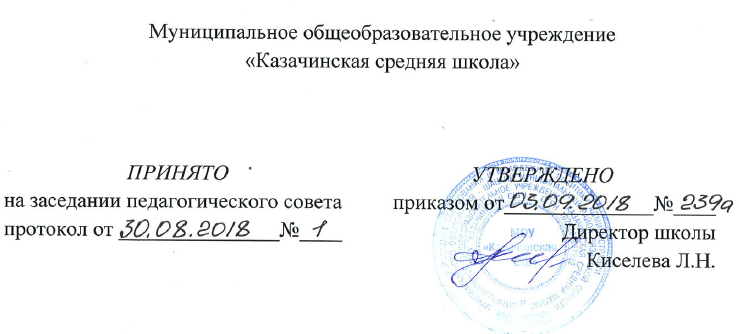 Муниципальное общеобразовательное учреждение
«Казачинская средняя школа»
ПРИНЯТО
на заседании педагогического совета
протокол от 30.08.2018 № 1
УТВЕРЖДЕНО
приказом от 03.09.2018 № 239а
Директор школы
Киселева Л.Н.
МОУ